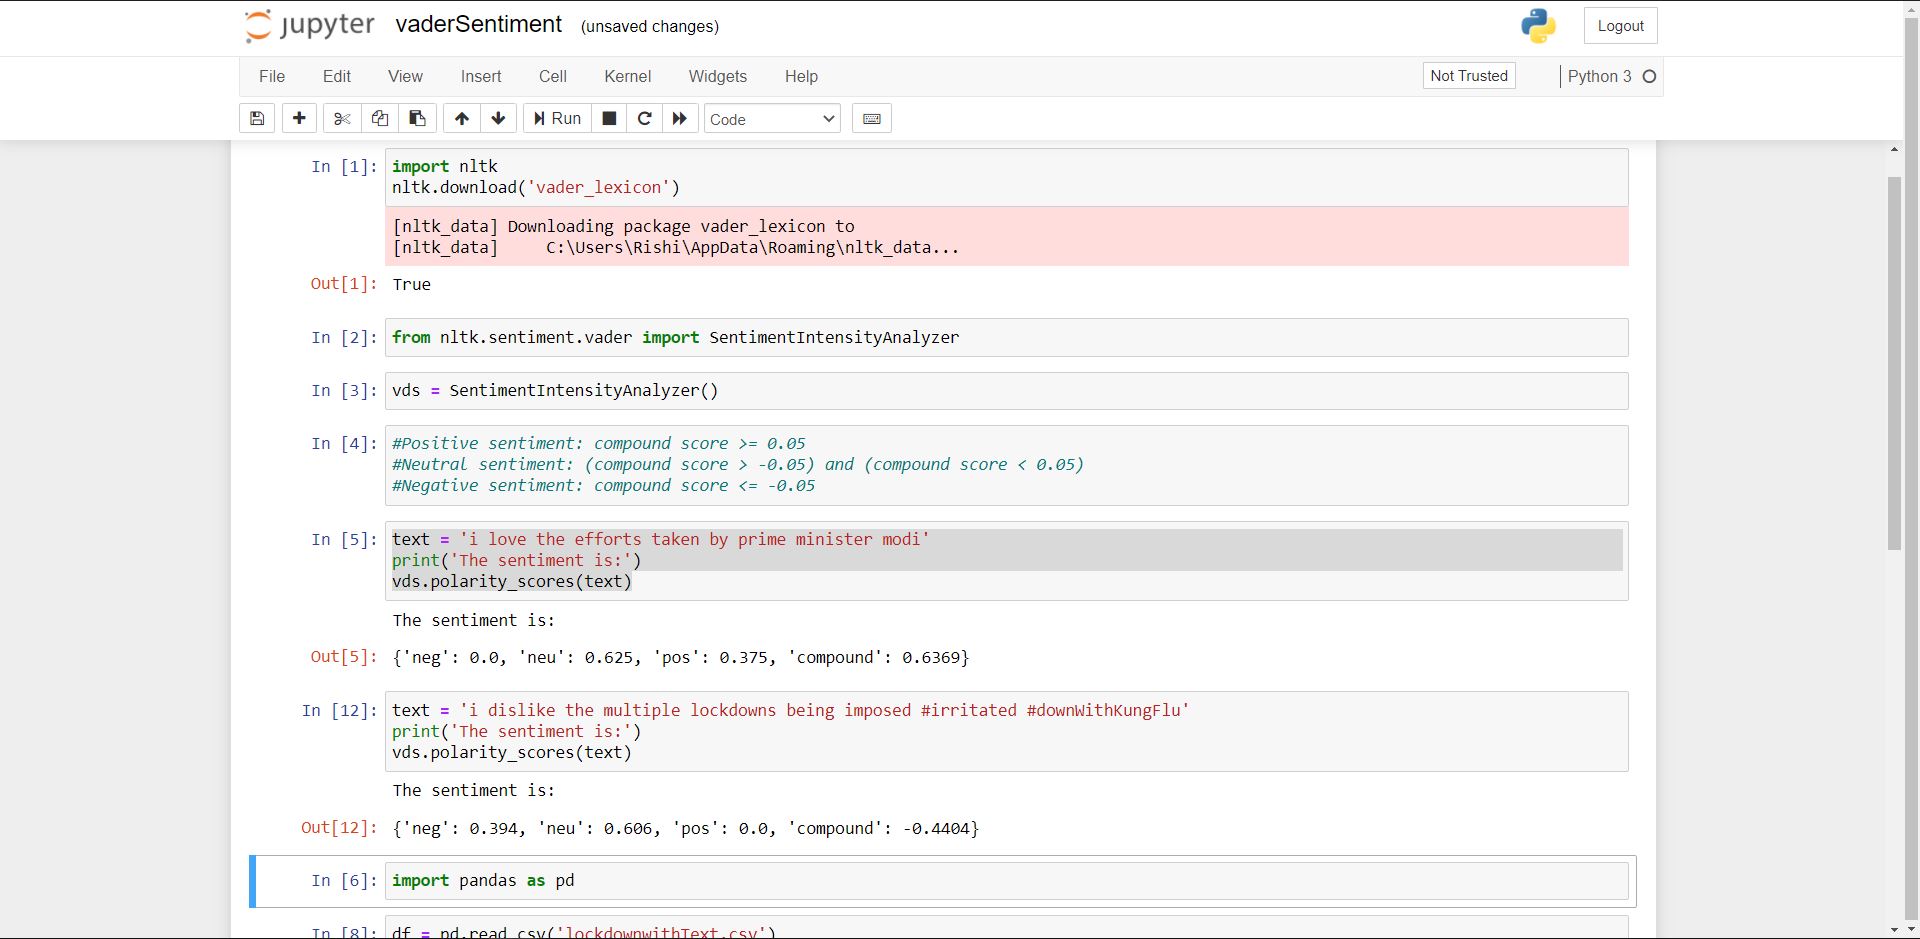 jupyter vaderSentiment (unsaved changes) Logout
File Edit View Insert Cell Kernel Widgets Help Not Trusted Python 3
Run Code
In [1]: import nltk
nltk.download('vader_lexicon')
[nltk_data] Downloading package vader_lexicon to
[nltk_data]     C:\Users\Rishi\AppData\Roaming\nltk_data...
Out[1]: True
In [2]: from nltk.sentiment.vader import SentimentIntensityAnalyzer
In [3]: vds = SentimentIntensityAnalyzer()
In [4]: #Positive sentiment: compound score >= 0.05
#Neutral sentiment: (compound score > -0.05) and (compound score < 0.05)
#Negative sentiment: compound score <= -0.05
In [5]: text = 'i love the efforts taken by prime minister modi'
print('The sentiment is:')
vds.polarity_scores(text)
The sentiment is:
Out[5]: {'neg': 0.0, 'neu': 0.625, 'pos': 0.375, 'compound': 0.6369}
In [12]: text = 'i dislike the multiple lockdowns being imposed #irritated #downWithKungFlu'
print('The sentiment is:')
vds.polarity_scores(text)
The sentiment is:
Out[12]: {'neg': 0.394, 'neu': 0.606, 'pos': 0.0, 'compound': -0.4404}
In [6]: import pandas as pd
In [8]: df = pd.read_csv('lockdownwithText.csv')